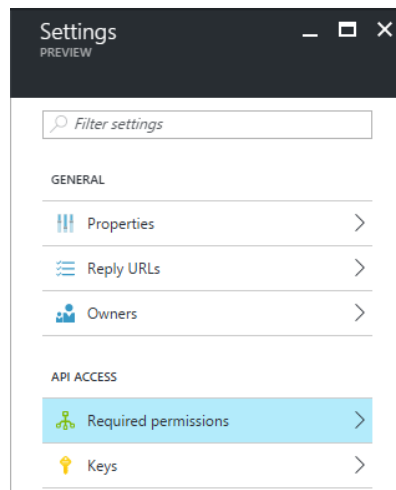 Settings
PREVIEW
Filter settings
GENERAL
Properties
Reply URLs
Owners
API ACCESS
Required permissions
Keys